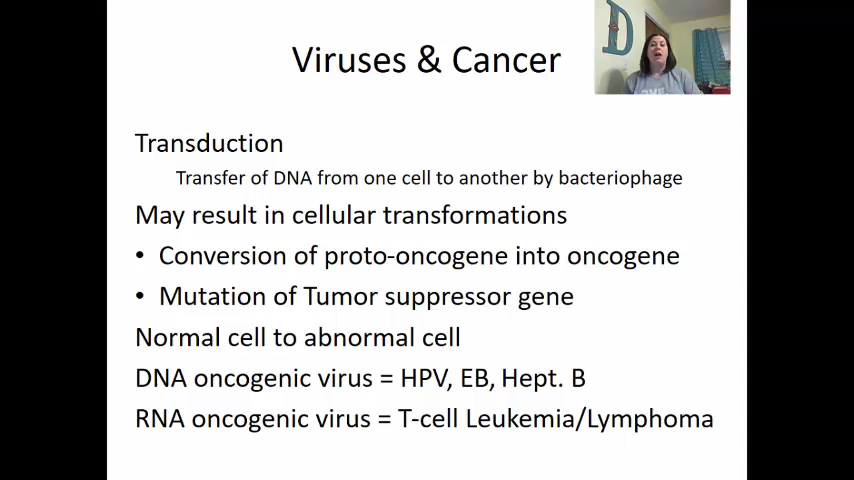 Viruses & Cancer
Transduction
Transfer of DNA from one cell to another by bacteriophage
May result in cellular transformations
• Conversion of proto-oncogene into oncogene
• Mutation of Tumor suppressor gene
Normal cell to abnormal cell
DNA oncogenic virus = HPV, EB, Hept. B
RNA oncogenic virus = T-cell Leukemia/Lymphoma
D